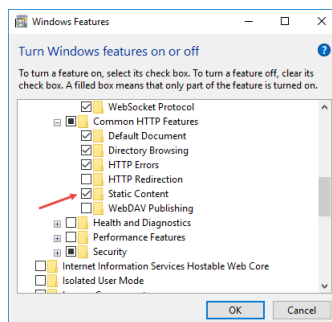 Windows Features
Turn Windows features on or off
To turn a feature on, select its check box. To turn a feature off, clear its
check box. A filled box means that only part of the feature is turned on.
WebSocket Protocol
Common HTTP Features
Default Document
Directory Browsing
HTTP Errors
HTTP Redirection
Static Content
WebDAV Publishing
Health and Diagnostics
Performance Features
Security
Internet Information Services Hostable Web Core
Isolated User Mode
OK Cancel